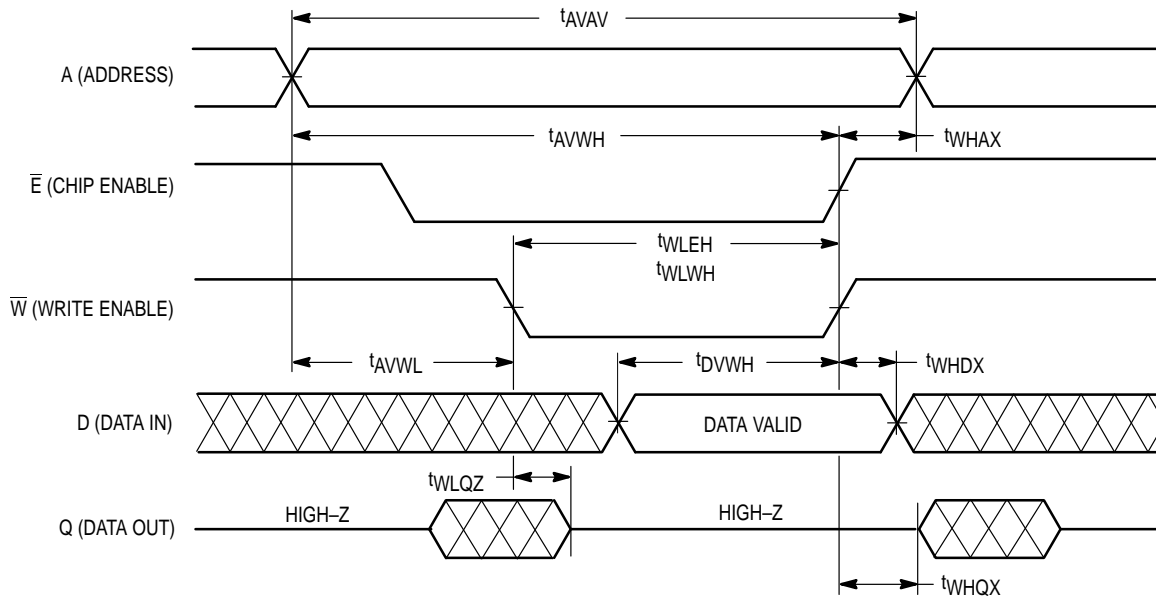 tAVAV
A (ADDRESS)
tAVWH
tWHAX
E (CHIP ENABLE)
tWLEH
tWLWH
W (WRITE ENABLE)
tAVWL
tDVWH
tWHDX
D (DATA IN)
DATA VALID
tWLQZ
Q (DATA OUT)
HIGH–Z
HIGH–Z
tWHQX